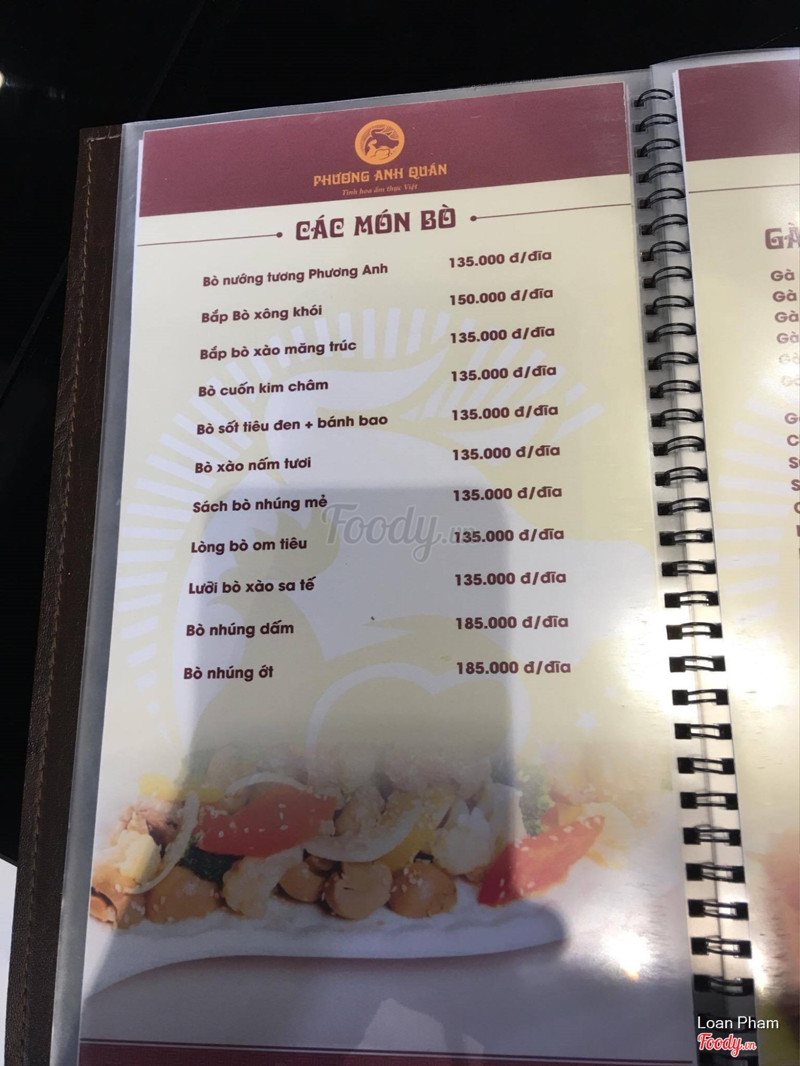 PHƯƠNG ANH QUÁN
Tinh hoa ẩm thực Việt
CÁC MÓN BÒ
Bò nướng tương Phương Anh 135.000 đ/đĩa
Bắp Bò xông khói 150.000 đ/đĩa
Bắp bò xào măng trúc 135.000 đ/đĩa
Bò cuốn kim châm 135.000 đ/đĩa
Bò sốt tiêu đen + bánh bao 135.000 đ/đĩa
Bò xào nấm tươi 135.000 đ/đĩa
Sách bò nhúng mẻ 135.000 đ/đĩa
Lòng bò om tiêu 135.000 đ/đĩa
Lưỡi bò xào sa tế 135.000 đ/đĩa
Bò nhúng dấm 185.000 đ/đĩa
Bò nhúng ớt 185.000 đ/đĩa
Foody.vn
GÀ
Gà
Gà
Gà
Gà
Loan Pham
Foody.vn